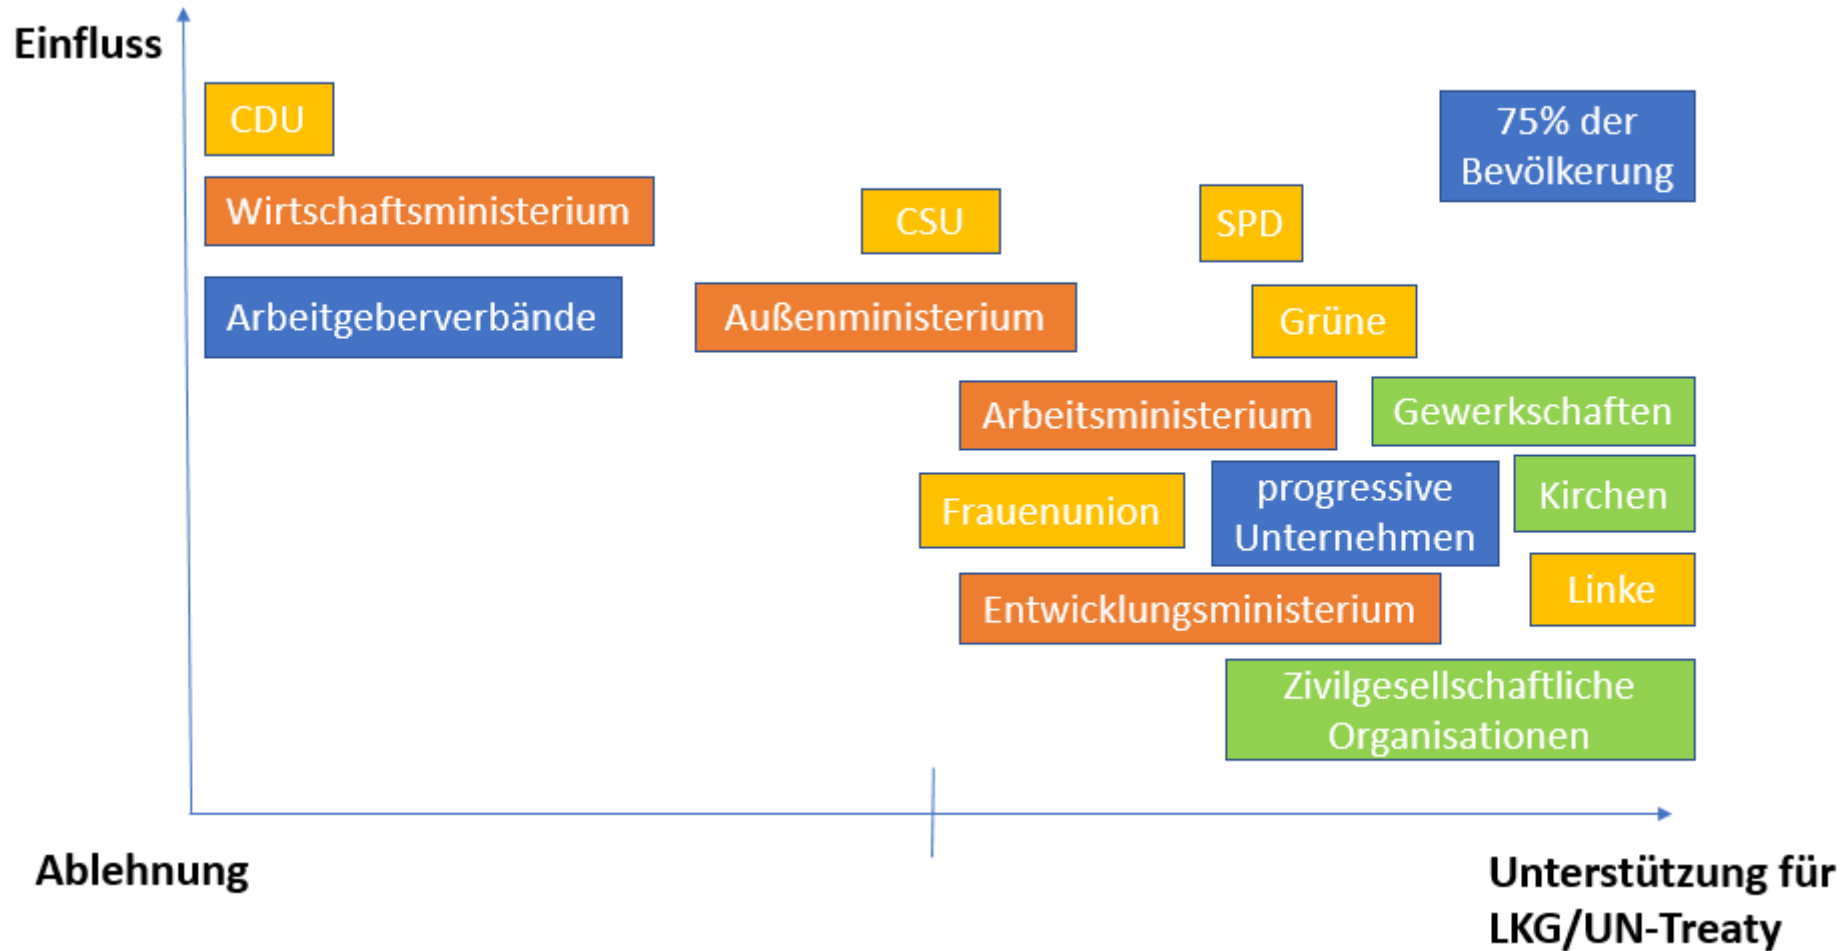 Einfluss
CDU
75% der
Bevölkerung
Wirtschaftsministerium
CSU
SPD
Arbeitgeberverbände
Außenministerium
Grüne
Arbeitsministerium
Gewerkschaften
Frauenunion
progressive
Unternehmen
Kirchen
Entwicklungsministerium
Linke
Zivilgesellschaftliche
Organisationen
Ablehnung
Unterstützung für
LKG/UN-Treaty